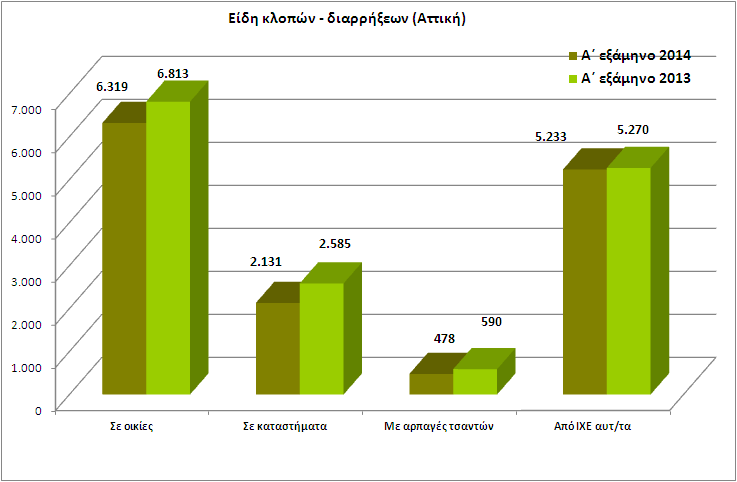 Είδη κλοπών - διαρρήξεων (Αττική)
Α΄ εξάμηνο 2014
Α΄ εξάμηνο 2013
6.319
6.813
2.131
2.585
478
590
5.233
5.270
7.000
6.000
5.000
4.000
3.000
2.000
1.000
0
Σε οικίες
Σε καταστήματα
Με αρπαγές τσαντών
Από ΙΧΕ αυτ/τα